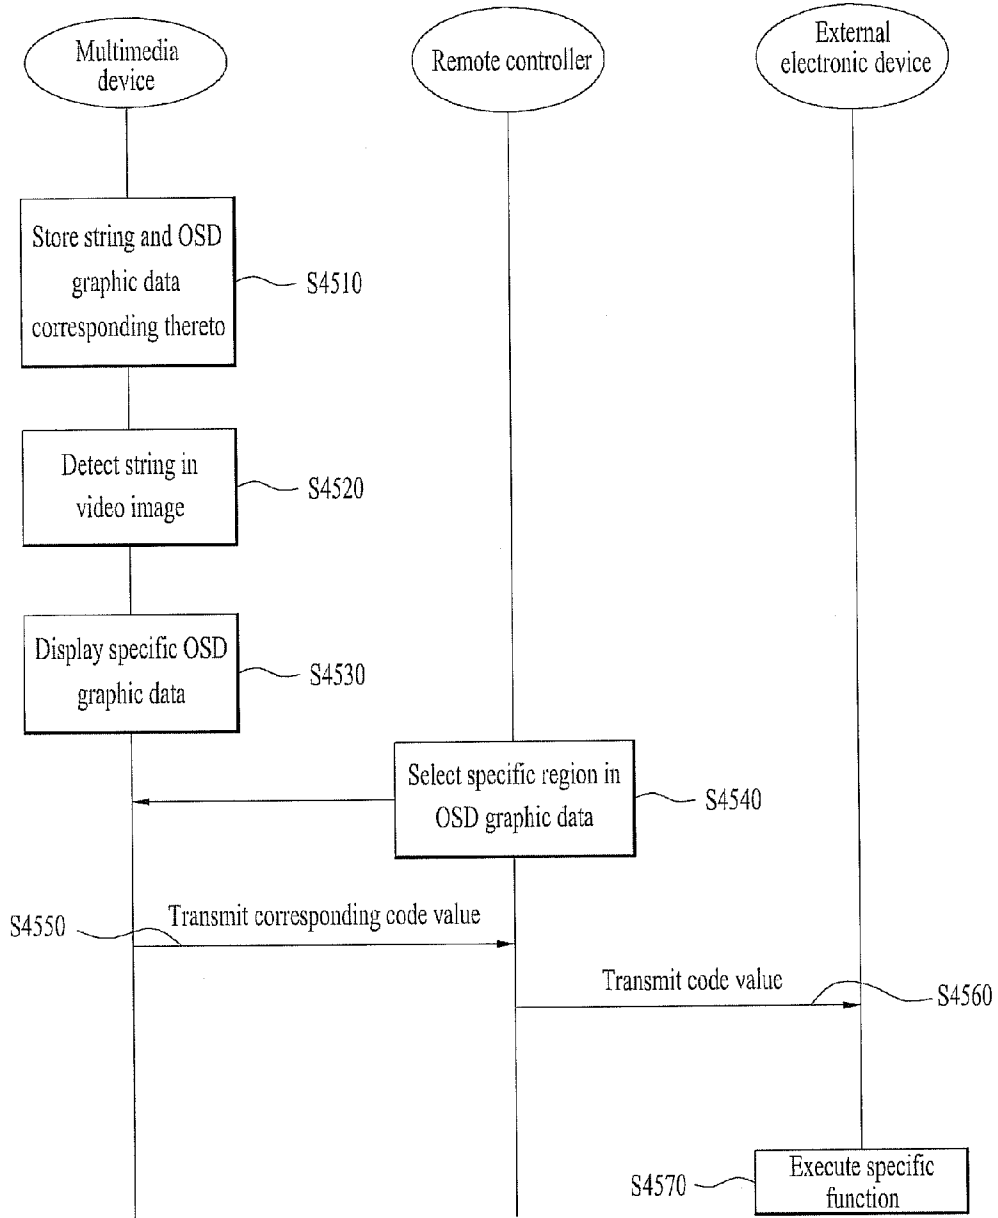 Multimedia
device
Remote controller
External
electronic device
Store string and OSD
graphic data
corresponding thereto
S4510
Detect string in
video image
S4520
Display specific OSD
graphic data
S4530
Select specific region in
OSD graphic data
S4540
S4550
Transmit corresponding code value
Transmit code value
S4560
S4570
Execute specific
function